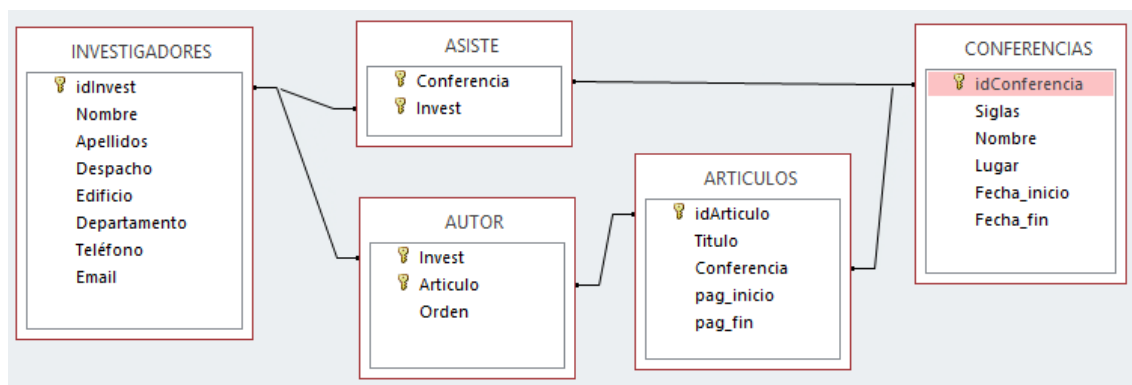 INVESTIGADORES
idInvest
Nombre
Apellidos
Despacho
Edificio
Departamento
Teléfono
Email
ASISTE
Conferencia
Invest
AUTOR
Invest
Articulo
Orden
ARTICULOS
idArticulo
Titulo
Conferencia
pag_inicio
pag_fin
CONFERENCIAS
idConferencia
Siglas
Nombre
Lugar
Fecha_inicio
Fecha_fin